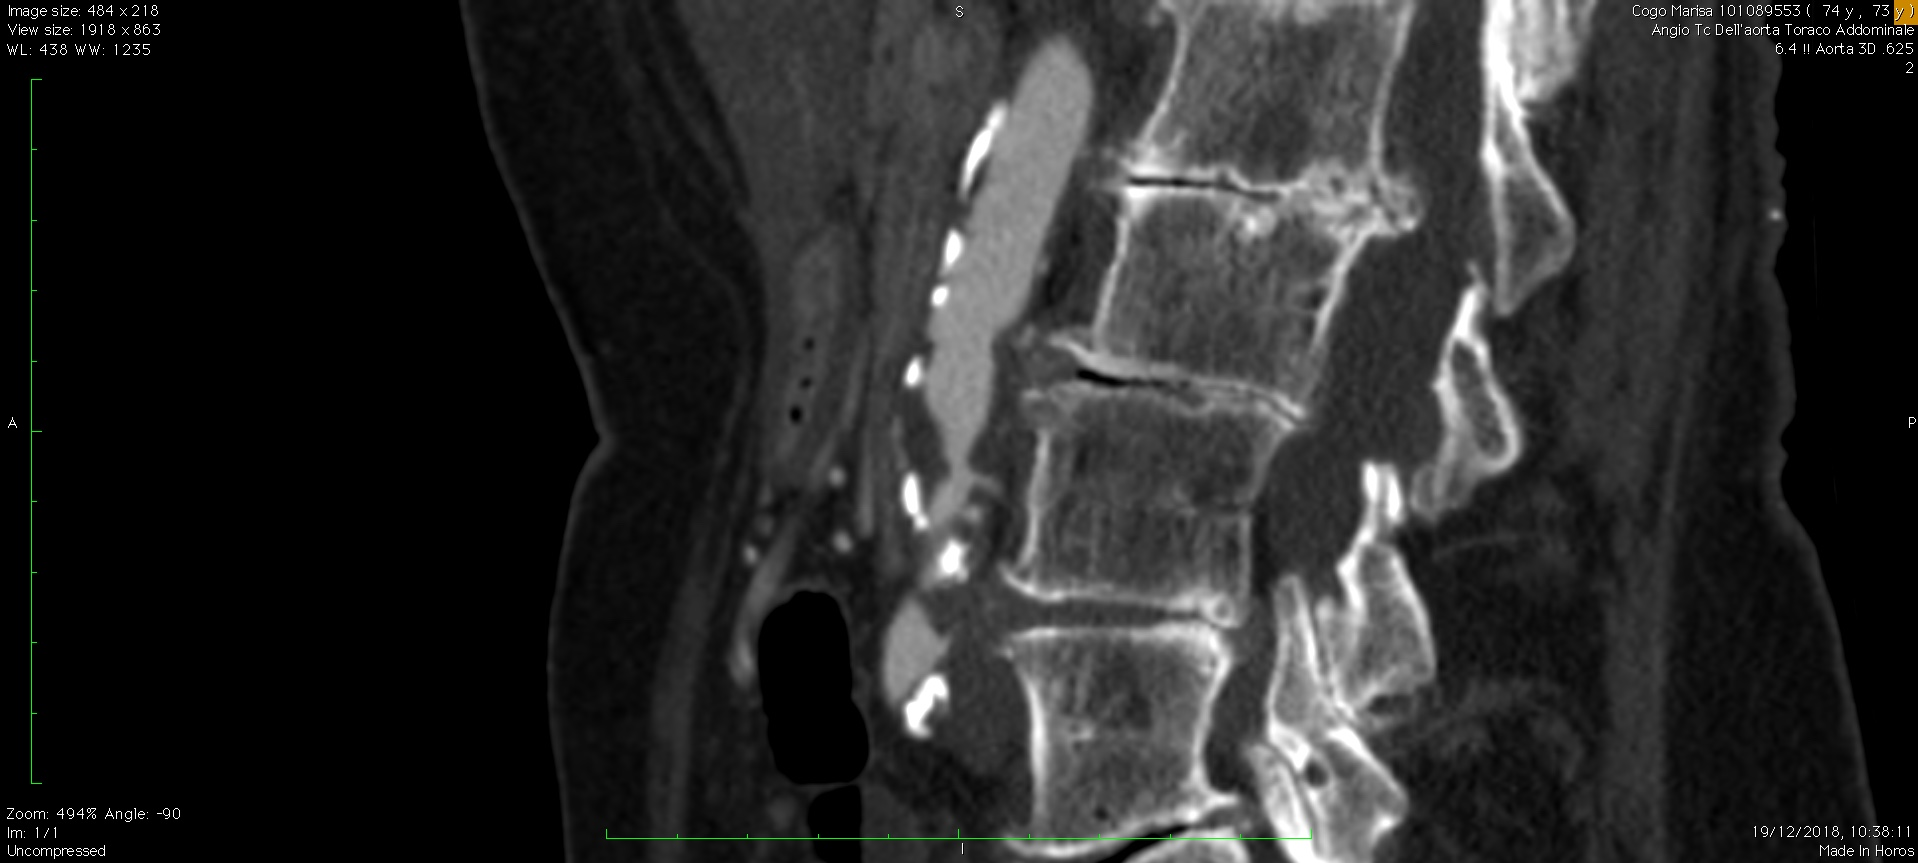 Image size: 484 x 218
View size: 1918 x 863
WL: 438 WW: 1235
S
Cogo Marisa 101089553 ( 74 y , 73 y )
Angio Tc Dell'aorta Toraco Addominale
6.4 !! Aorta 3D .625
2
A
P
Zoom: 494% Angle: -90
Im: 1/1
Uncompressed
I
19/12/2018, 10:38:11
Made In Horos